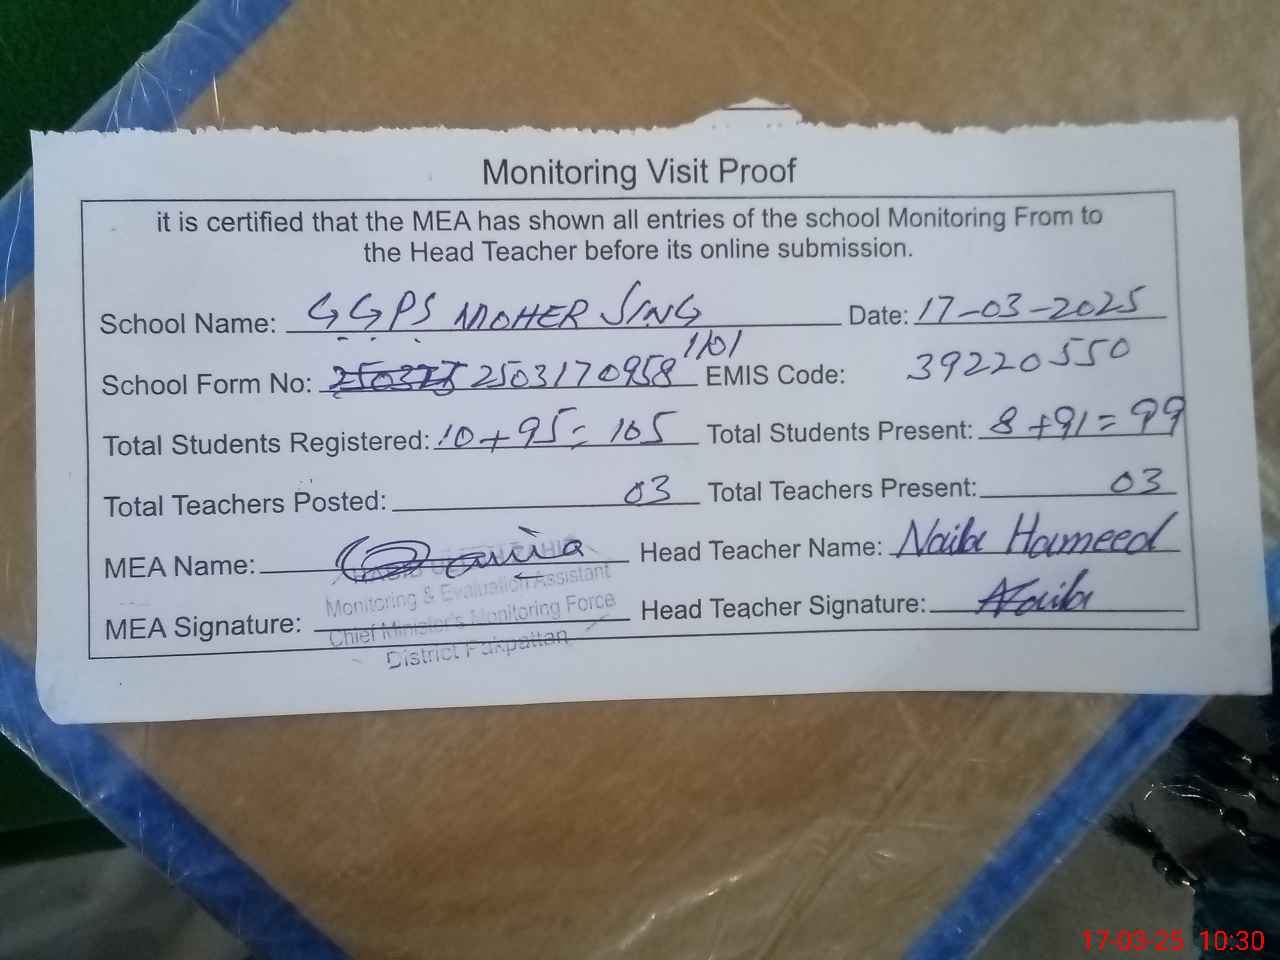 Monitoring Visit Proof
it is certified that the MEA has shown all entries of the school Monitoring From to
the Head Teacher before its online submission.
School Name: GGPS MOHER SING Date: 17-03-2025
School Form No: 2503170958 1101 EMIS Code: 39220550
Total Students Registered: 10+95= 105 Total Students Present: 8+91= 99
Total Teachers Posted: 03 Total Teachers Present: 03
MEA Name: Head Teacher Name: Naila Hameed
Monitoring & Evaluation Assistant
MEA Signature: Head Teacher Signature: Naila
Chief Minister's Monitoring Force
District Pakpattan
17-03-25 10:30